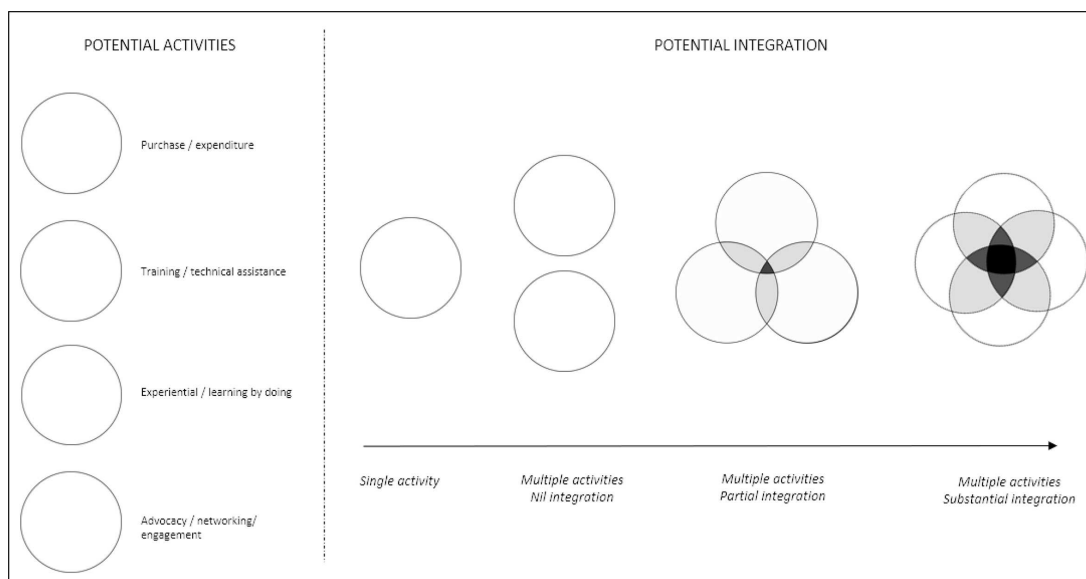 POTENTIAL ACTIVITIES
Purchase / expenditure
Training / technical assistance
Experiential / learning by doing
Advocacy / networking/
engagement
POTENTIAL INTEGRATION
Single activity
Multiple activities
Nil integration
Multiple activities
Partial integration
Multiple activities
Substantial integration